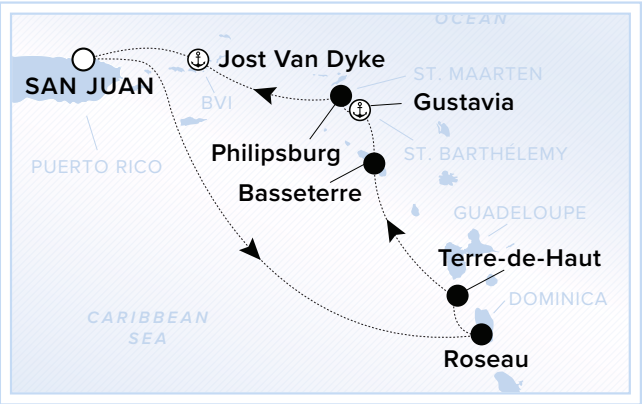 OCEAN
Jost Van Dyke
SAN JUAN
ST. MAARTEN
BVI
Gustavia
PUERTO RICO
Philipsburg
ST. BARTHÉLEMY
Basseterre
GUADELOUPE
Terre-de-Haut
DOMINICA
CARIBBEAN
SEA
Roseau